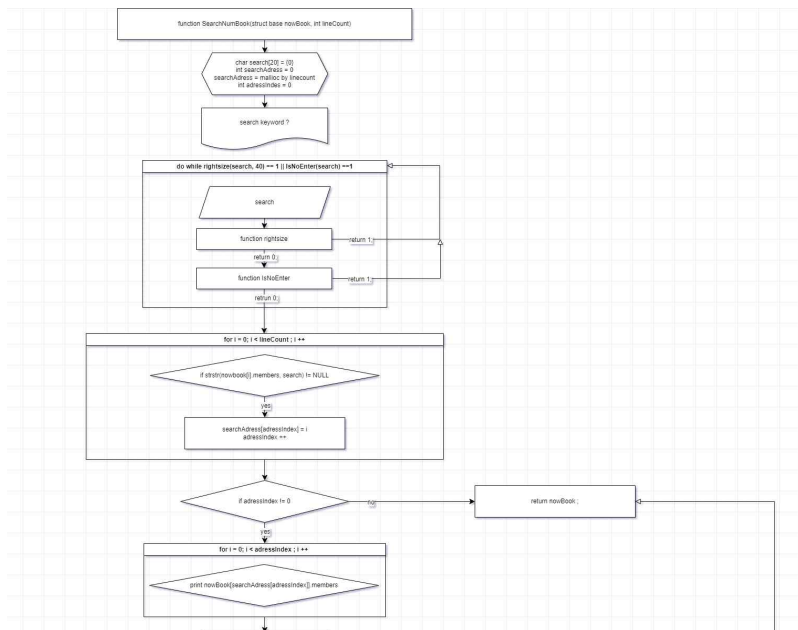 function SearchNumBook(struct base nowBook, int lineCount)
char search[20] = {0}
int searchAdress = 0
searchAdress = malloc by linecount
int adressIndes = 0
search keyword ?
do while rightsize(search, 40) == 1 || IsNoEnter(search) ==1
search
function rightsize
return 1;
return 0;
function IsNoEnter
return 1;
retrun 0;
for i = 0; i < lineCount ; i ++
if strstr(nowbook[i].members, search) != NULL
yes
searchAdress[adressIndex] = i
adressIndex ++
if adressIndex != 0
return nowBook ;
yes
for i = 0; i < adressIndex ; i ++
print nowBook[searchAdress[adressIndex]].members